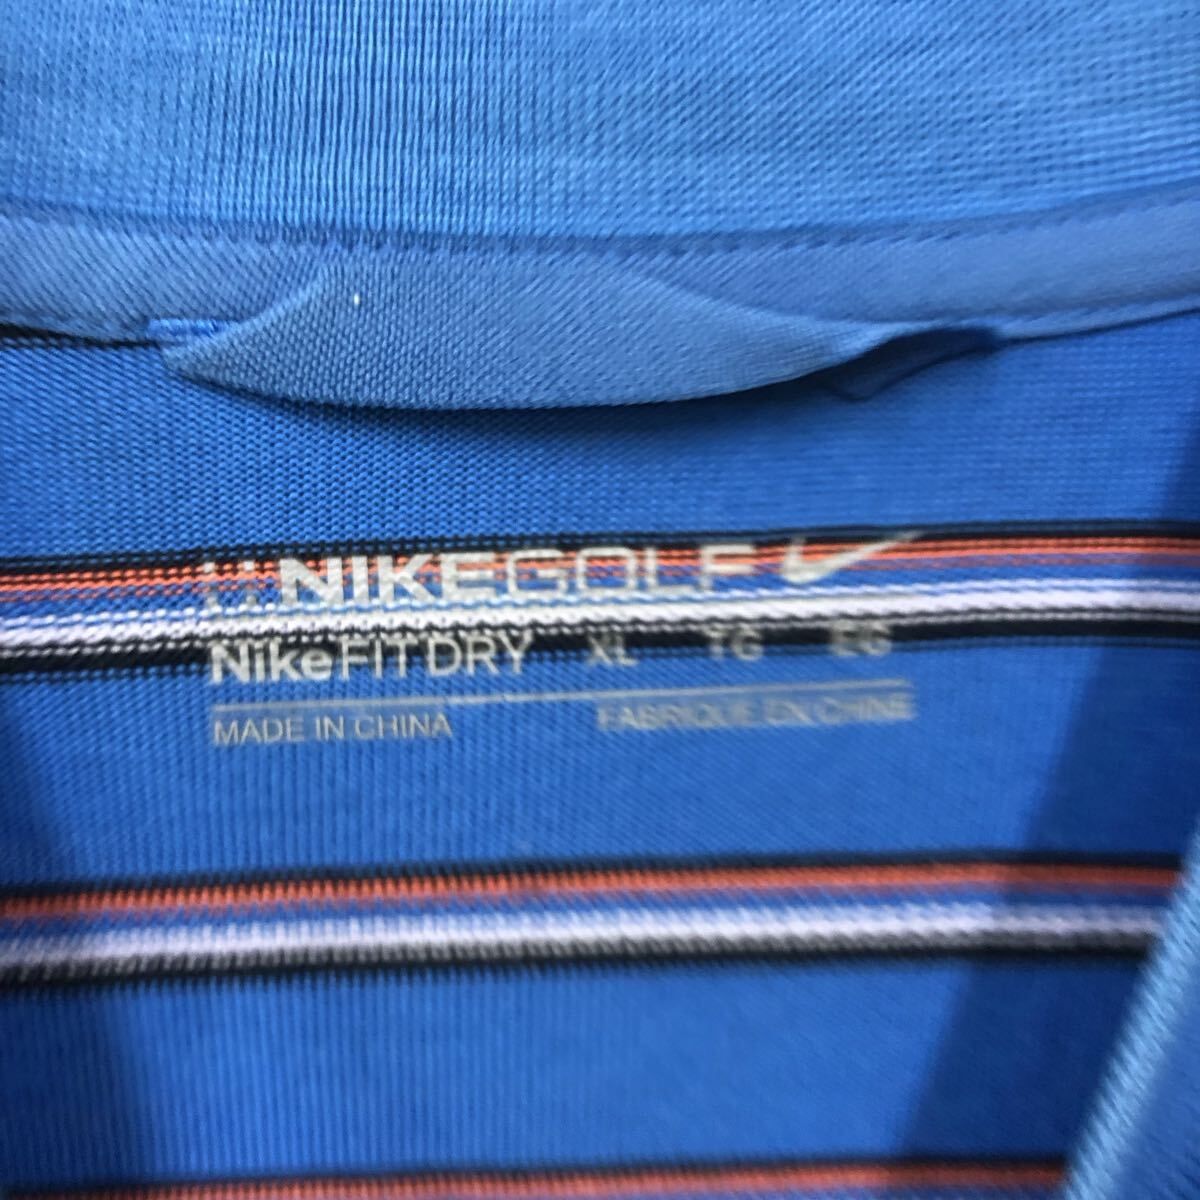 NIKEGOLF
NikeFITDRY XL TG EG
MADE IN CHINA FABRIQUE EN CHINE